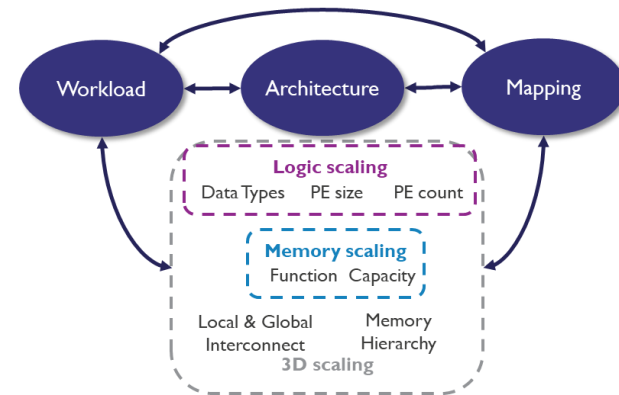 Workload
Architecture
Mapping
Logic scaling
Data Types PE size PE count
Memory scaling
Function Capacity
Local & Global
Interconnect
Memory
Hierarchy
3D scaling